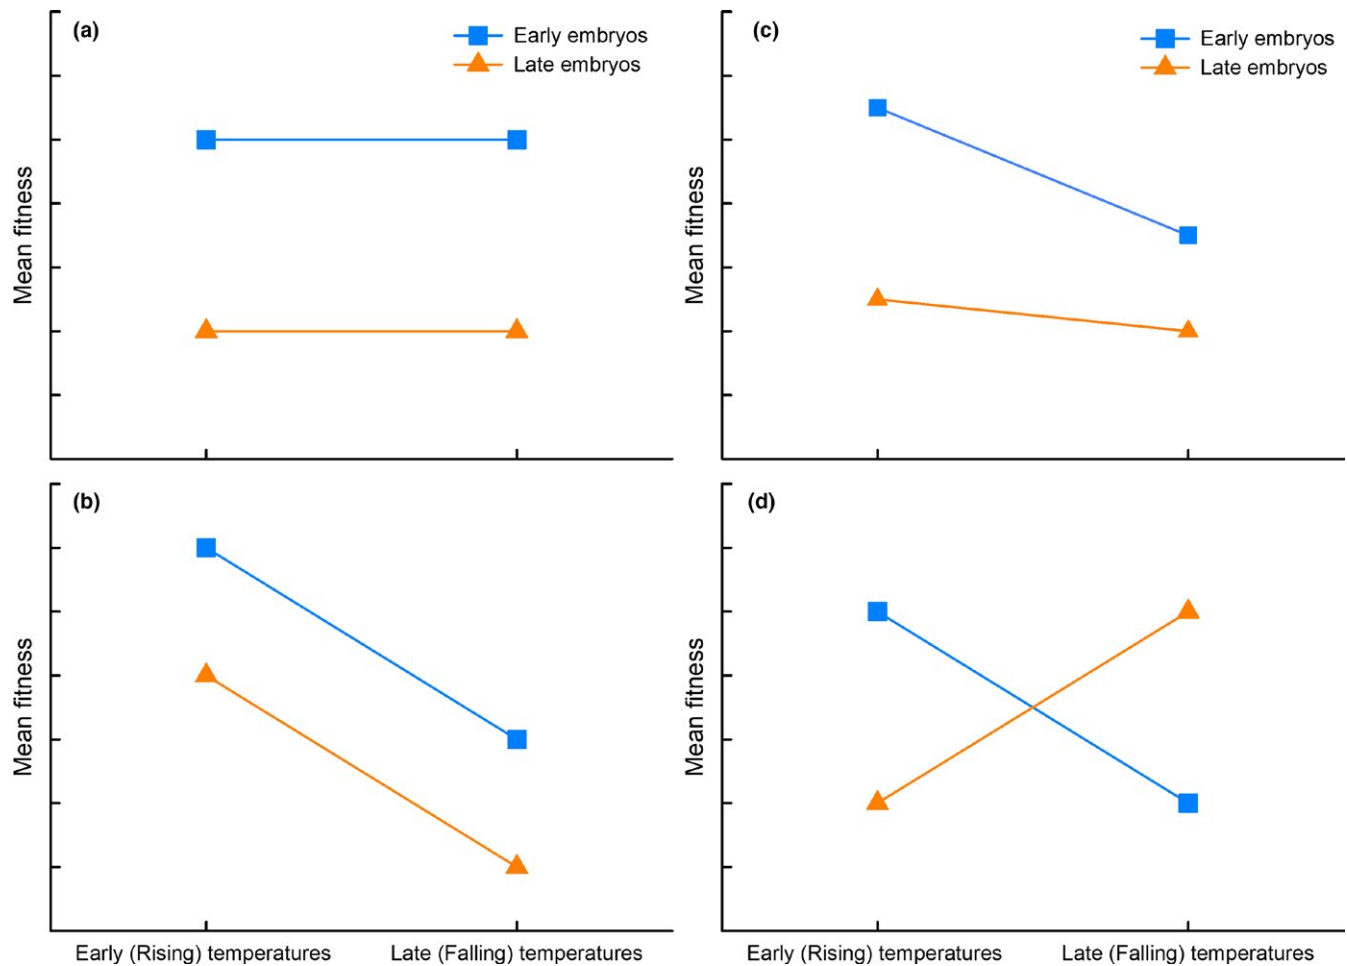 (a)
Early embryos
Late embryos
Mean fitness
(c)
Early embryos
Late embryos
Mean fitness
(b)
Mean fitness
Early (Rising) temperatures
Late (Falling) temperatures
(d)
Mean fitness
Early (Rising) temperatures
Late (Falling) temperatures